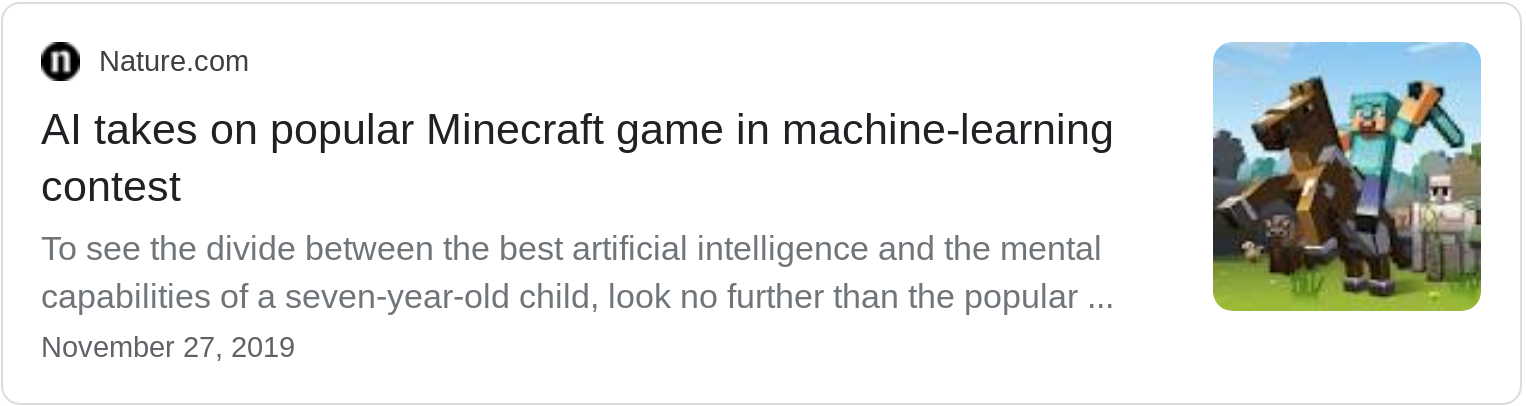 n Nature.com
AI takes on popular Minecraft game in machine-learning
contest
To see the divide between the best artificial intelligence and the mental
capabilities of a seven-year-old child, look no further than the popular ...
November 27, 2019